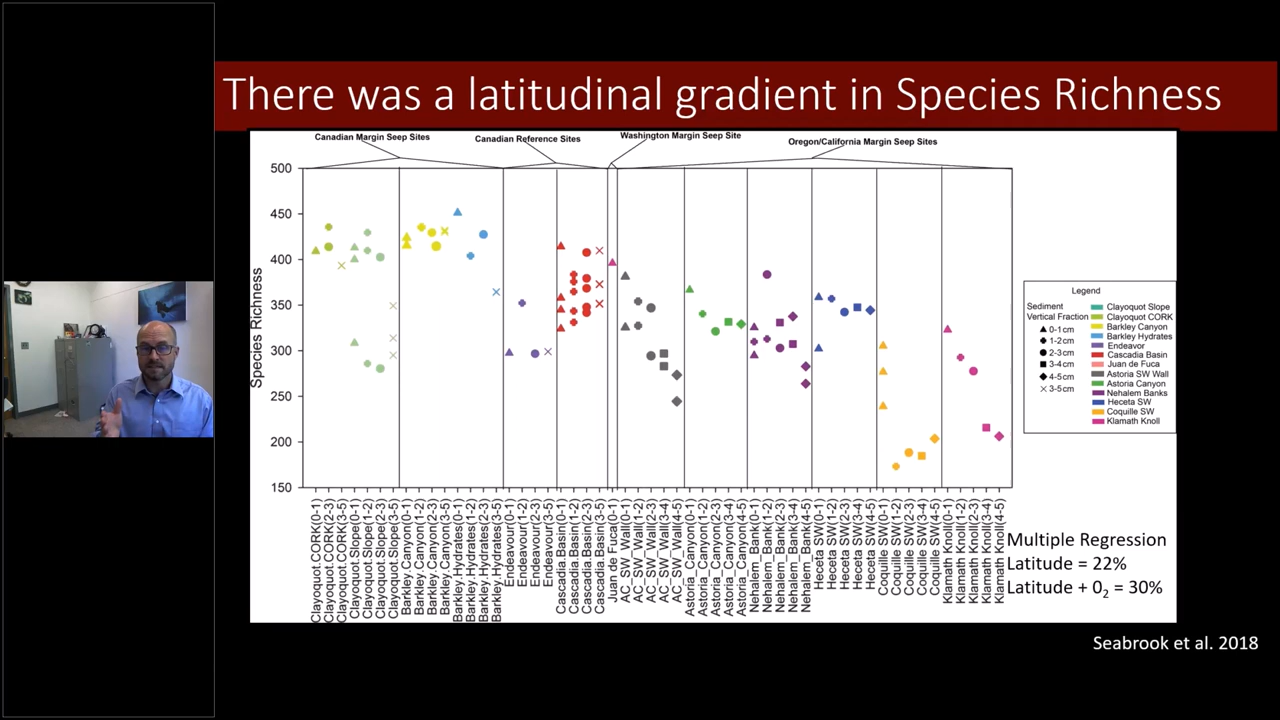 There was a latitudinal gradient in Species Richness
Canadian Margin Seep Sites
Canadian Reference Sites
Washington Margin Seep Site
Oregon/California Margin Seep Sites
Species Richness
500
450
400
350
300
250
200
150
Clayoquot.CORK(0-1)
Clayoquot.CORK(2-3)
Clayoquot.CORK(3-5)
Clayoquot.Slope(0-1)
Clayoquot.Slope(1-2)
Clayoquot.Slope(2-3)
Clayoquot.Slope(3-5)
Barkley.Canyon(0-1)
Barkley.Canyon(1-2)
Barkley.Canyon(2-3)
Barkley.Canyon(3-5)
Barkley.Hydrates(0-1)
Barkley.Hydrates(1-2)
Barkley.Hydrates(2-3)
Barkley.Hydrates(3-5)
Endeavour(0-1)
Endeavour(1-2)
Endeavour(2-3)
Endeavour(3-5)
Cascadia.Basin(0-1)
Cascadia.Basin(1-2)
Cascadia.Basin(2-3)
Cascadia.Basin(3-5)
Juan de Fuca(0-1)
AC_SW_Wall(0-1)
AC_SW_Wall(1-2)
AC_SW_Wall(2-3)
AC_SW_Wall(3-4)
AC_SW_Wall(4-5)
Astoria_Canyon(0-1)
Astoria_Canyon(1-2)
Astoria_Canyon(2-3)
Astoria_Canyon(3-4)
Astoria_Canyon(4-5)
Nehalem_Bank(0-1)
Nehalem_Bank(1-2)
Nehalem_Bank(2-3)
Nehalem_Bank(3-4)
Nehalem_Bank(4-5)
Heceta SW(0-1)
Heceta SW(1-2)
Heceta SW(2-3)
Heceta SW(3-4)
Heceta SW(4-5)
Coquille SW(0-1)
Coquille SW(1-2)
Coquille SW(2-3)
Coquille SW(3-4)
Coquille SW(4-5)
Klamath Knoll(0-1)
Klamath Knoll(1-2)
Klamath Knoll(2-3)
Klamath Knoll(3-4)
Klamath Knoll(4-5)
Legend
Sediment
Vertical Fraction
0-1cm
1-2cm
2-3cm
3-4cm
4-5cm
3-5cm
Clayoquot Slope
Clayoquot CORK
Barkley Canyon
Barkley Hydrates
Endeavor
Cascadia Basin
Juan de Fuca
Astoria SW Wall
Astoria Canyon
Nehalem Banks
Heceta SW
Coquille SW
Klamath Knoll
Multiple Regression
Latitude = 22%
Latitude + 0₂ = 30%
Seabrook et al. 2018